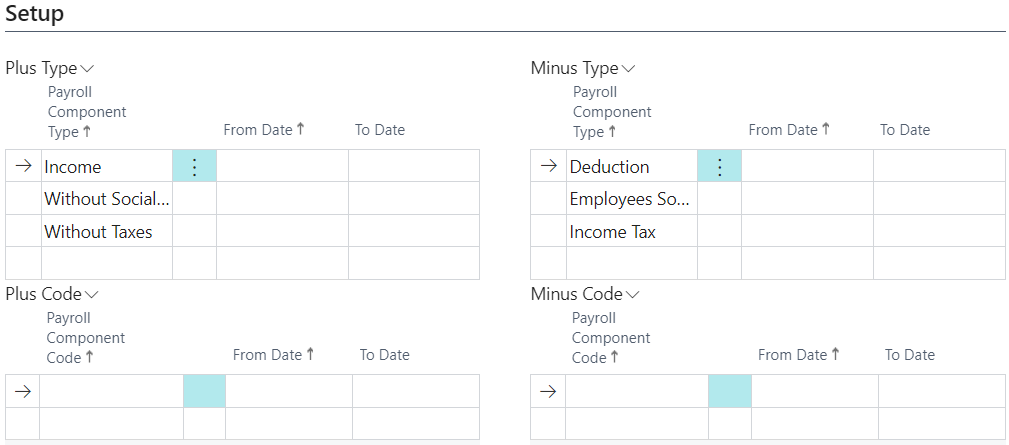 Setup
Plus Type
Payroll
Component
Type ↑
From Date ↑
To Date
Income
Without Social...
Without Taxes
Minus Type
Payroll
Component
Type ↑
From Date ↑
To Date
Deduction
Employees So...
Income Tax
Plus Code
Payroll
Component
Code ↑
From Date ↑
To Date
Minus Code
Payroll
Component
Code ↑
From Date ↑
To Date